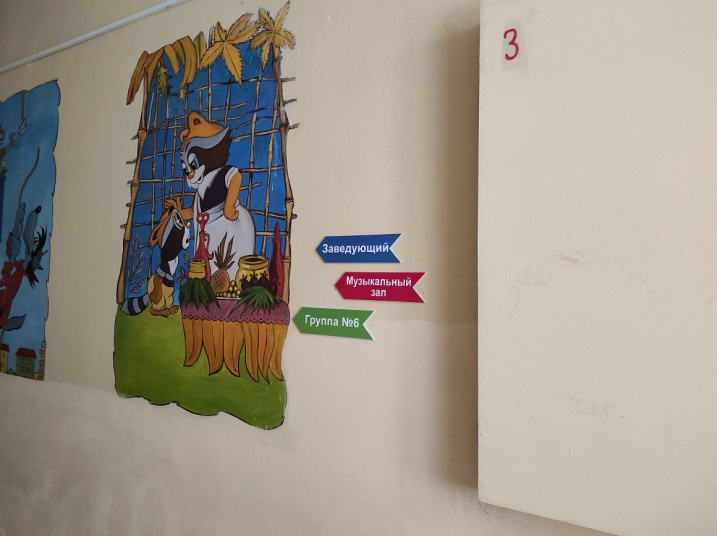 3
Заведующий
Музыкальный
зал
Группа №6